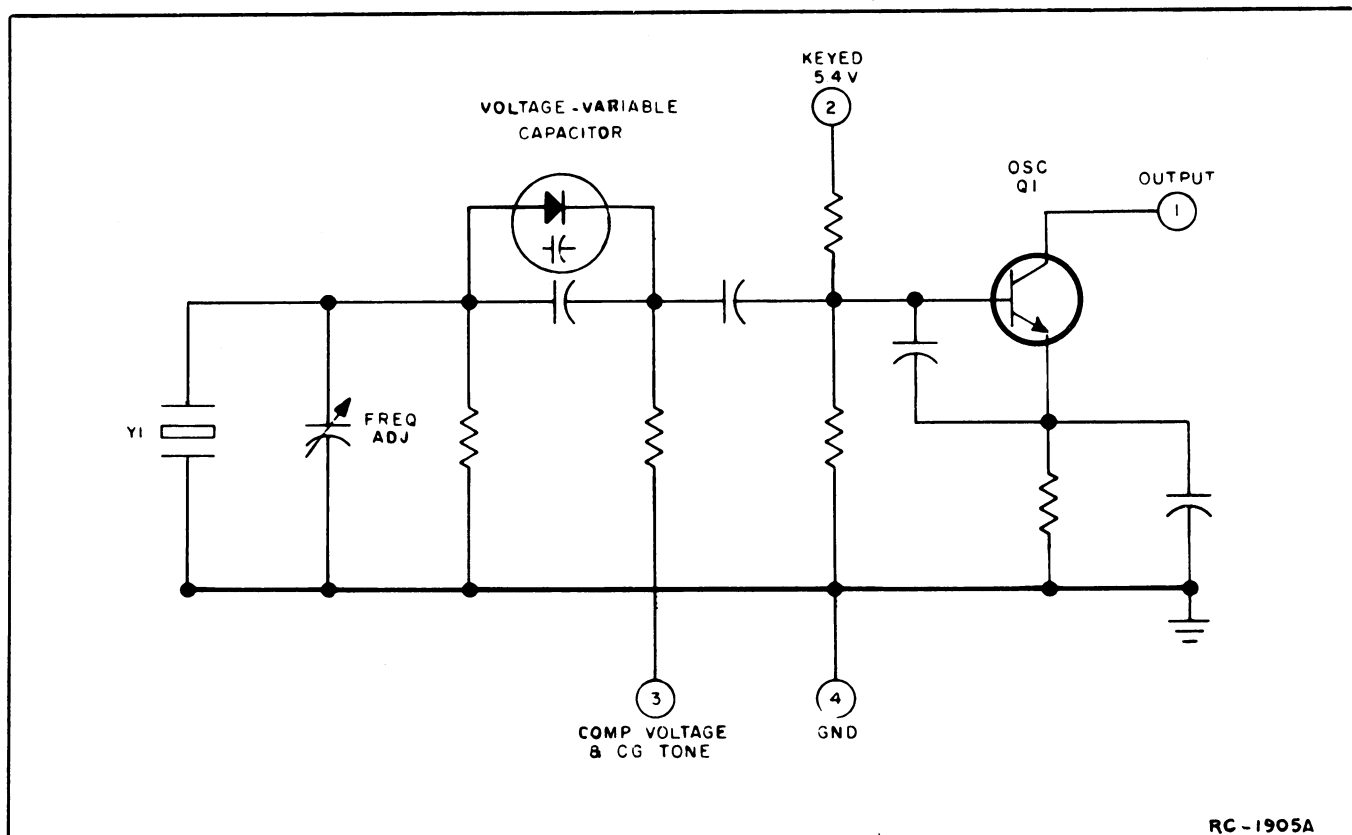 KEYED
5.4V
2
VOLTAGE-VARIABLE
CAPACITOR
OSC
Q1
OUTPUT
1
Y1
FREQ
ADJ
3
COMP VOLTAGE
& CG TONE
4
GND
RC-1905A